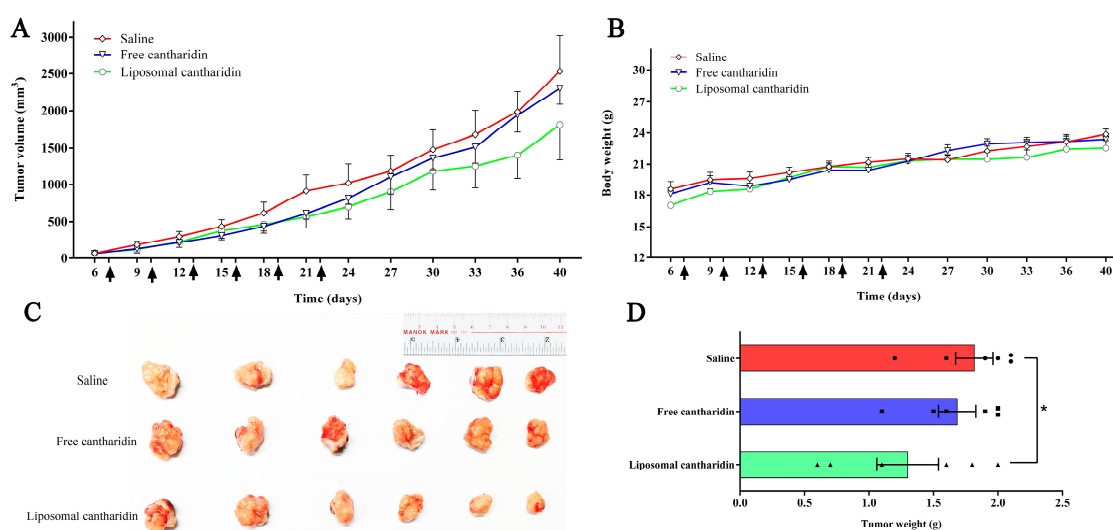 A
Saline
Free cantharidin
Liposomal cantharidin
Tumor volume (mm³)
3000
2500
2000
1500
1000
500
0
6 9 12 15 18 21 24 27 30 33 36 40
Time (days)
B
Saline
Free cantharidin
Liposomal cantharidin
Body weight (g)
30
27
24
21
18
15
12
6 9 12 15 18 21 24 27 30 33 36 40
Time (days)
C
MANOK MARK
Saline
Free cantharidin
Liposomal cantharidin
D
Saline
Free cantharidin
Liposomal cantharidin
*
0.0 0.5 1.0 1.5 2.0 2.5
Tumor weight (g)